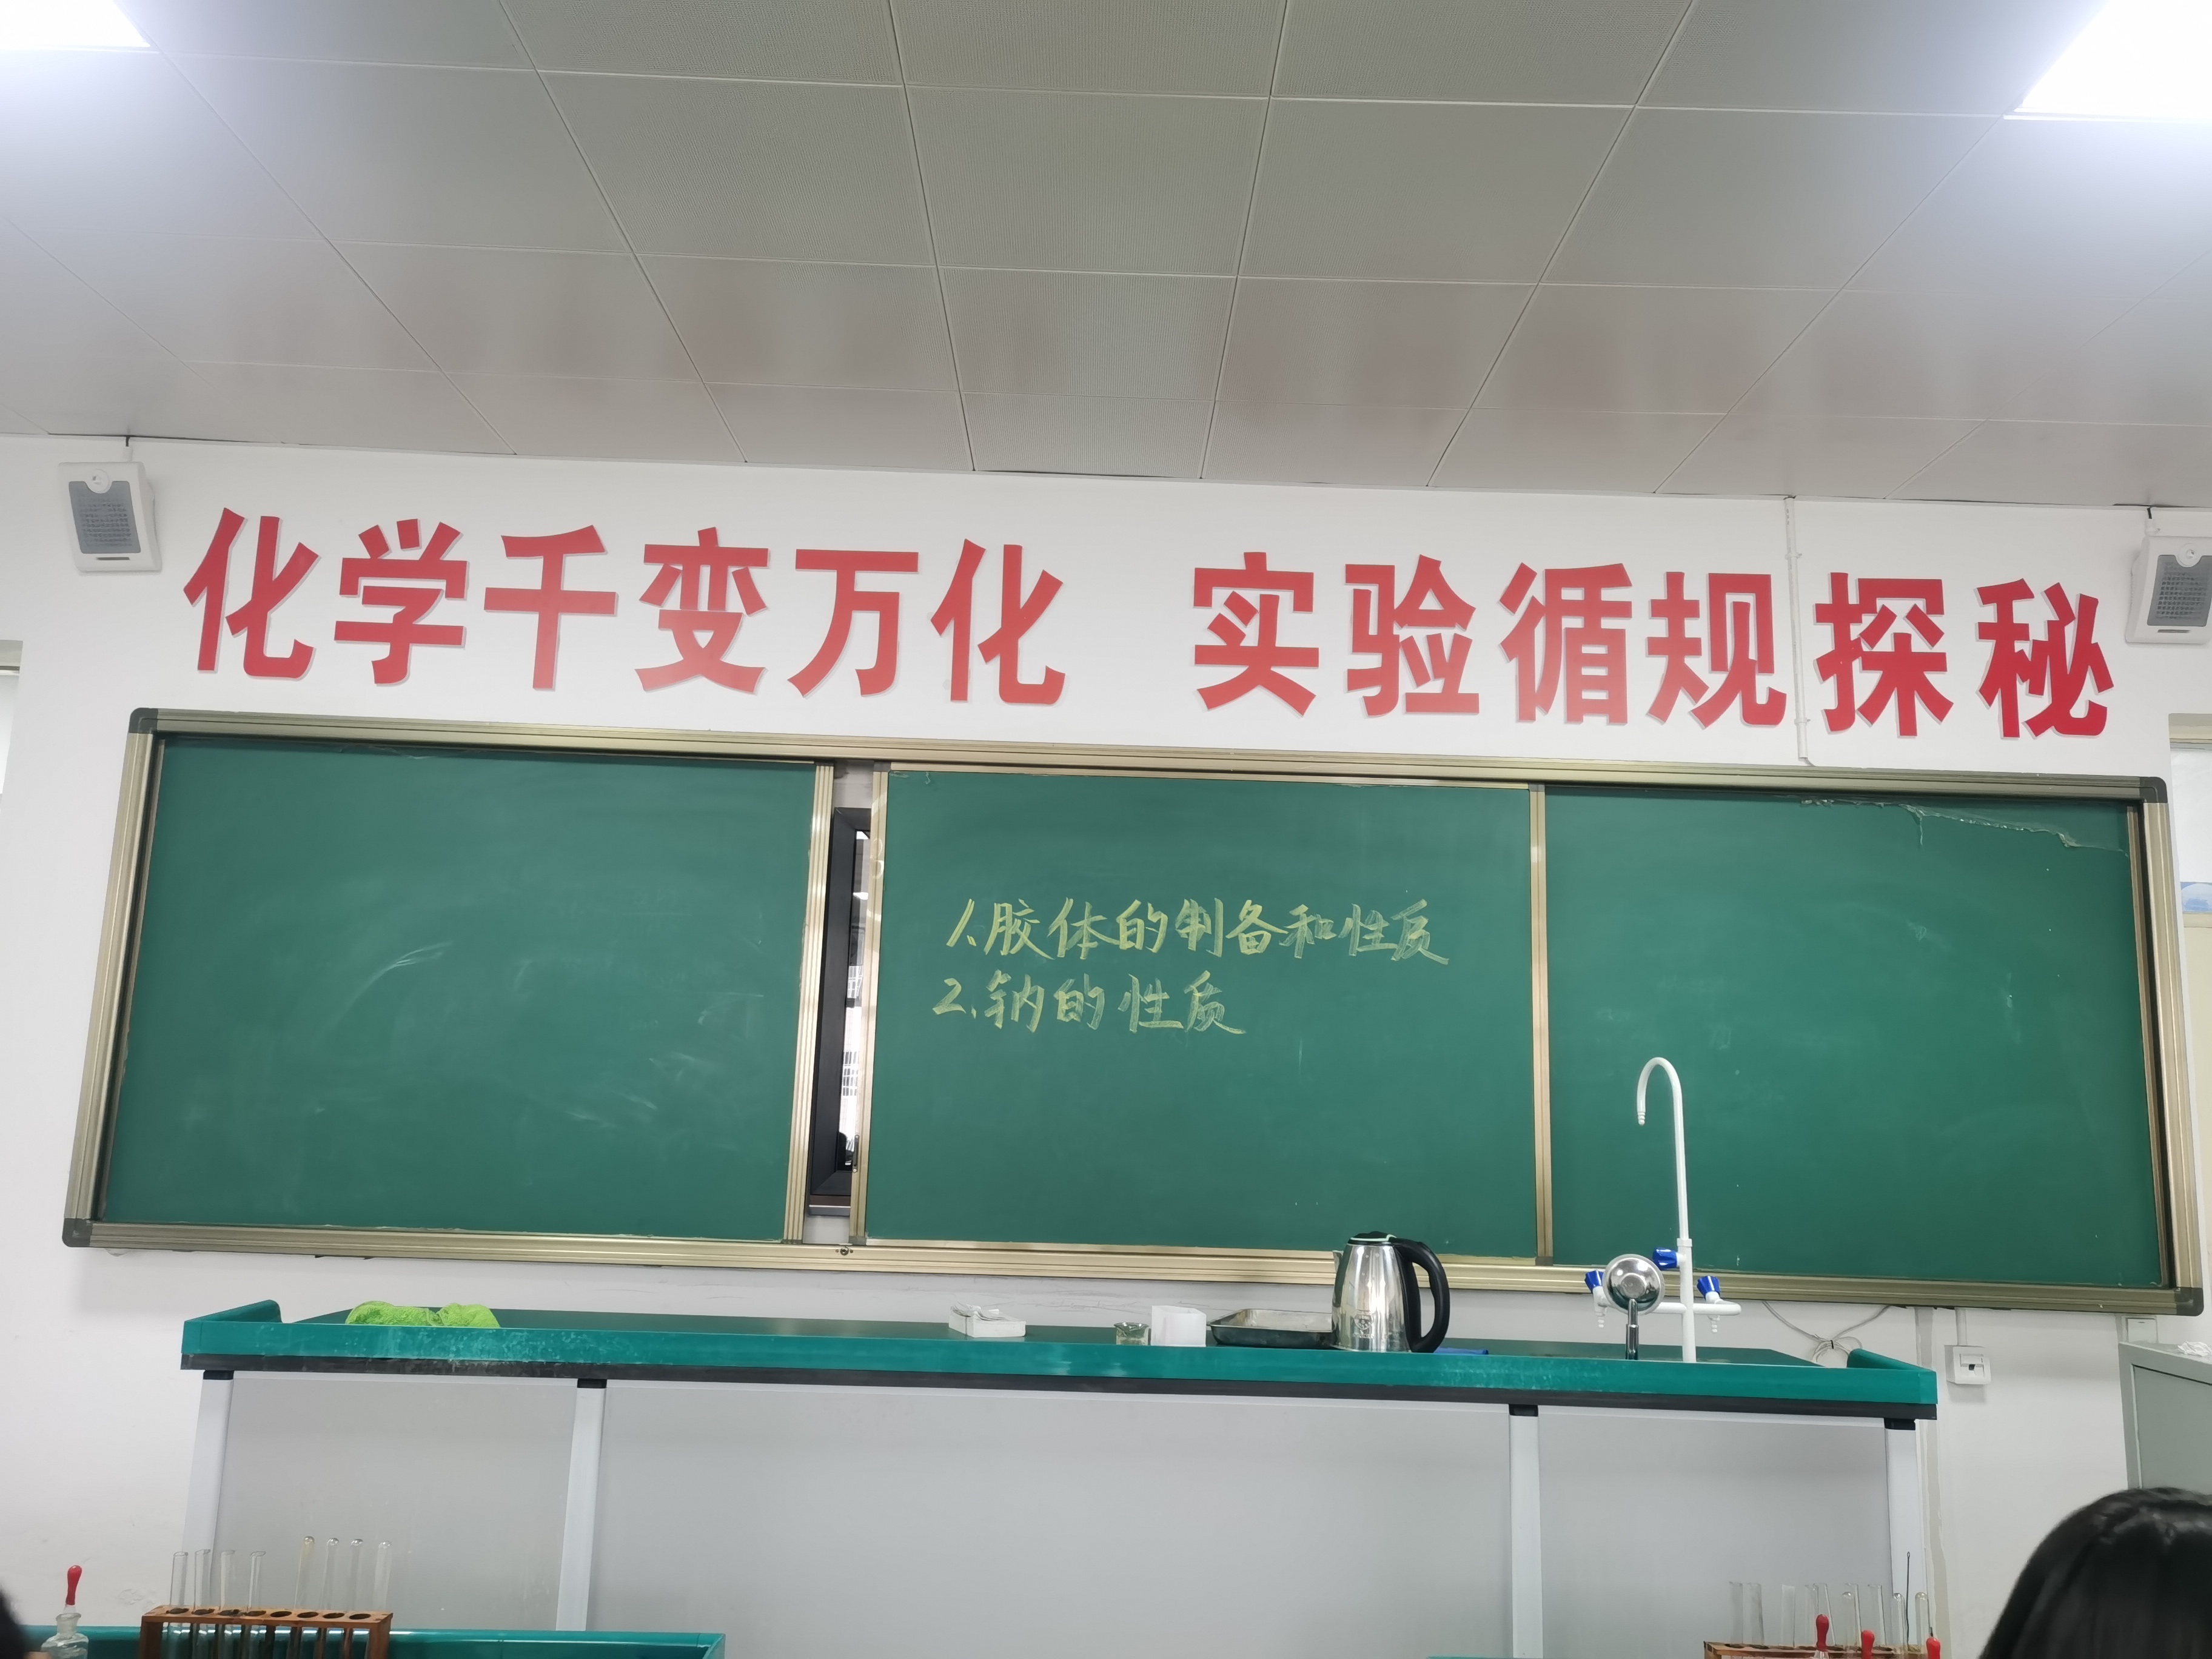 化学千变万化 实验循规探秘
1.胶体的制备和性质
2.钠的性质